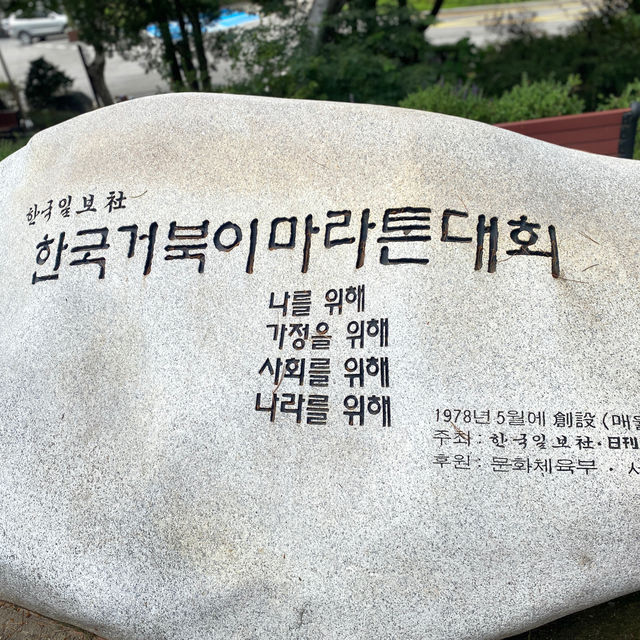 한국일보社
한국거북이마라톤대회
나를 위해
가정을 위해
사회를 위해
나라를 위해
1978년 5월에 創設 (매월
주최 : 한국일보社·日刊
후원 : 문화체육부 · 서